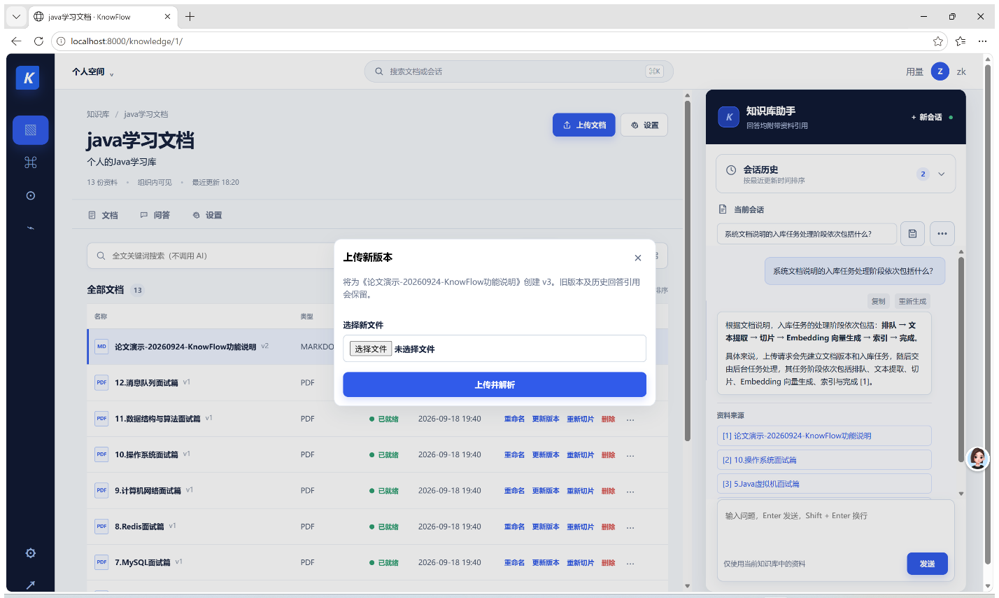 java学习文档 · KnowFlow
localhost:8000/knowledge/1/
K
个人空间
搜索文档或会话
⌘K
用量
Z
zk
知识库 / java学习文档
java学习文档
个人的Java学习库
13 份资料 • 组织内可见 • 最近更新 18:20
上传文档
设置
文档
问答
设置
全文关键词搜索（不调用 AI）
全部文档 13
排序
名称
类型
MD 论文演示-20260924-KnowFlow功能说明 v2 MARKDO
PDF 12.消息队列面试篇 v1 PDF
PDF 11.数据结构与算法面试篇 v1 PDF 已就绪 2026-09-18 19:40 重命名 更新版本 重新切片 删除 ...
PDF 10.操作系统面试篇 v1 PDF 已就绪 2026-09-18 19:40 重命名 更新版本 重新切片 删除 ...
PDF 9.计算机网络面试篇 v1 PDF 已就绪 2026-09-18 19:40 重命名 更新版本 重新切片 删除 ...
PDF 8.Redis面试篇 v1 PDF 已就绪 2026-09-18 19:40 重命名 更新版本 重新切片 删除 ...
PDF 7.MySQL面试篇 v1 PDF 已就绪 2026-09-18 19:40 重命名 更新版本 重新切片 删除 ...
上传新版本
将为《论文演示-20260924-KnowFlow功能说明》创建 v3。旧版本及历史回答引用
会保留。
选择新文件
选择文件 未选择文件
上传并解析
K
知识库助手
回答均附带资料引用
+ 新会话
会话历史
按最近更新时间排序
2
当前会话
系统文档说明的入库任务处理阶段依次包括什么?
系统文档说明的入库任务处理阶段依次包括什么?
复制
重新生成
根据文档说明，入库任务的处理阶段依次包括：排队 → 文
本提取 → 切片 → Embedding 向量生成 → 索引 → 完成。
具体来说，上传请求会先建立文档版本和入库任务，随后交
由后台任务处理，其任务阶段依次包括排队、文本提取、切
片、Embedding 向量生成、索引与完成 [1]。
资料来源
[1] 论文演示-20260924-KnowFlow功能说明
[2] 10.操作系统面试篇
[3] 5.Java虚拟机面试篇
输入问题，Enter 发送，Shift + Enter 换行
仅使用当前知识库中的资料
发送